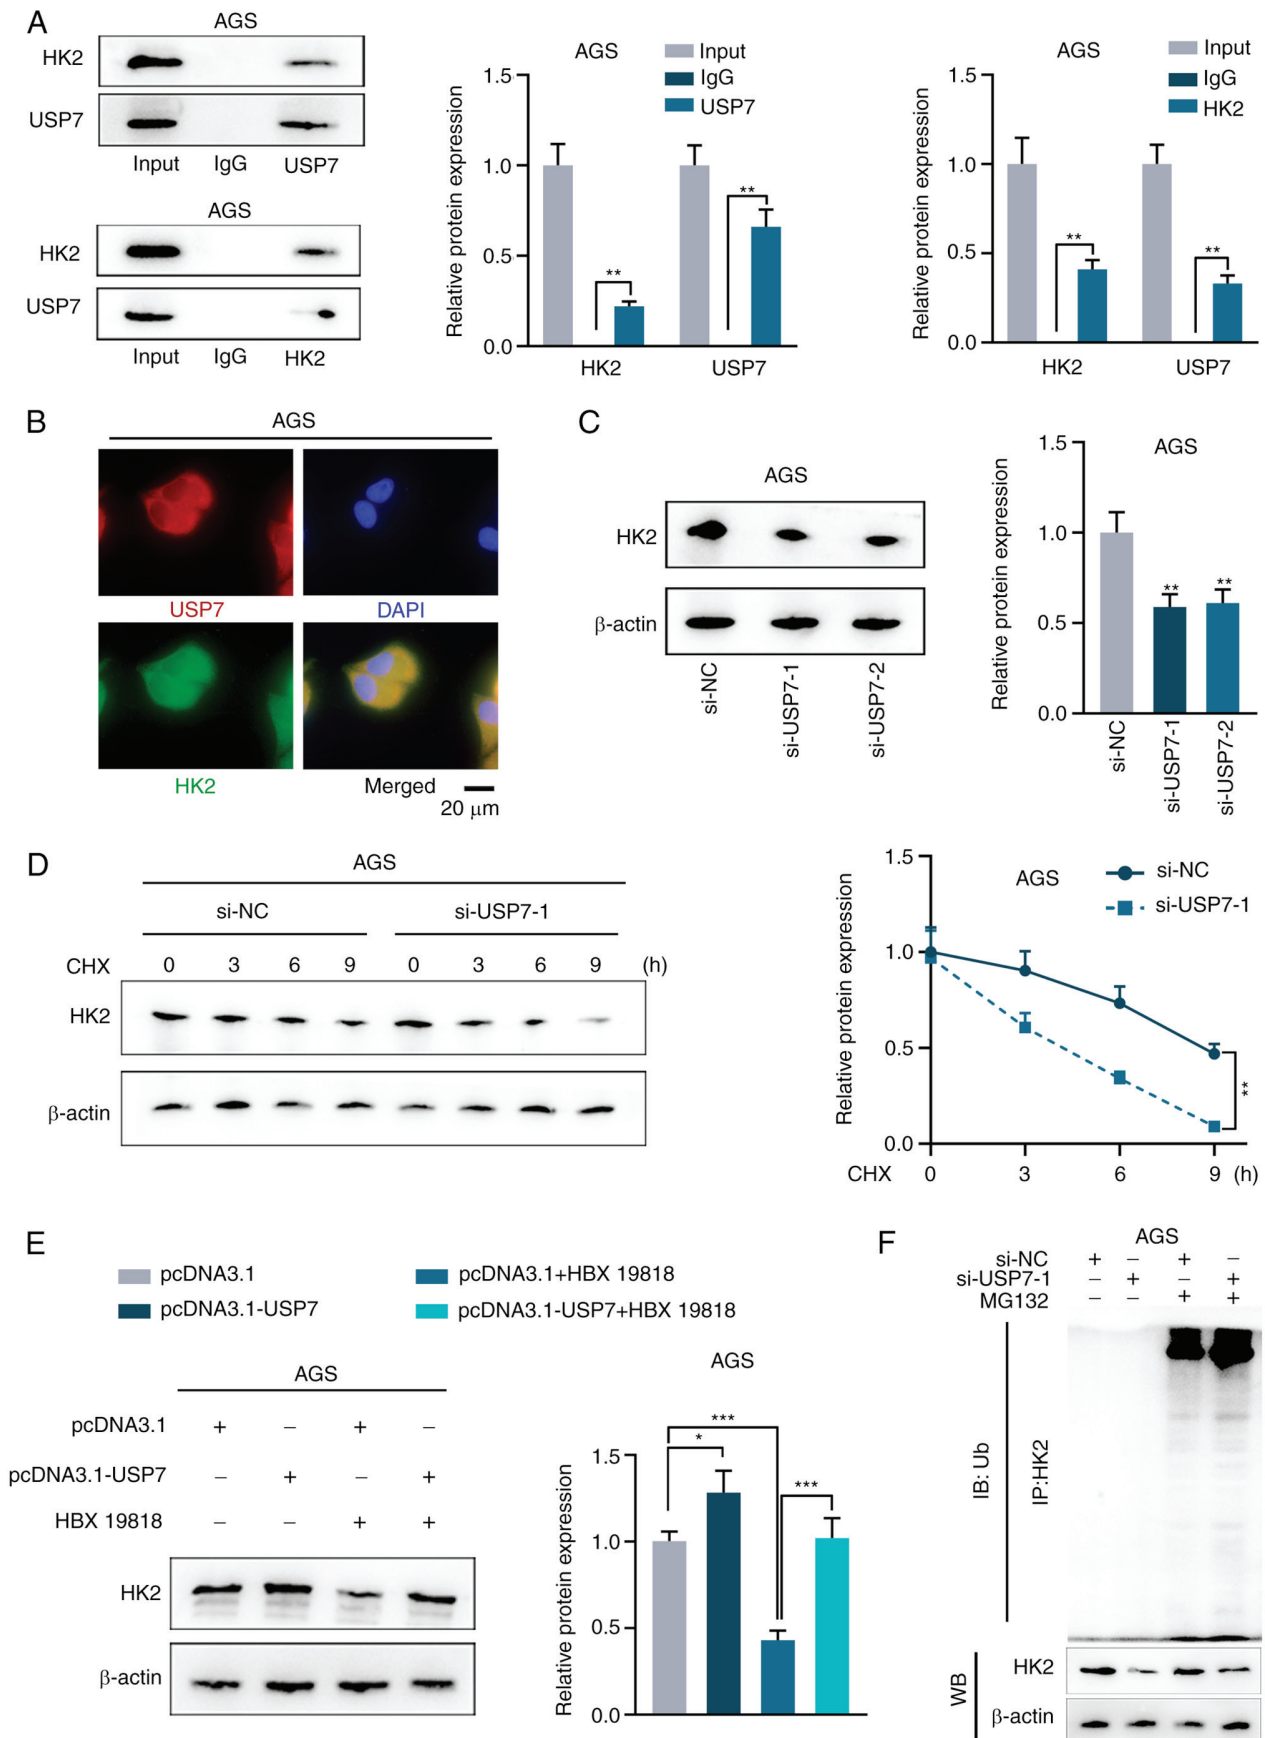 A
AGS
HK2
USP7
Input IgG USP7
AGS
HK2
USP7
Input IgG HK2
AGS
Input
IgG
USP7
Relative protein expression
1.5
1.0
0.5
0.0
**
**
HK2 USP7
AGS
Input
IgG
HK2
Relative protein expression
1.5
1.0
0.5
0.0
**
**
HK2 USP7
B
AGS
USP7 DAPI
HK2 Merged
20 μm
C
AGS
HK2
β-actin
si-NC
si-USP7-1
si-USP7-2
AGS
Relative protein expression
1.5
1.0
0.5
0.0
** **
si-NC
si-USP7-1
si-USP7-2
D
AGS
si-NC si-USP7-1
CHX 0 3 6 9 0 3 6 9 (h)
HK2
β-actin
AGS
si-NC
si-USP7-1
Relative protein expression
1.5
1.0
0.5
0.0
**
CHX 0 3 6 9 (h)
E
pcDNA3.1 pcDNA3.1+HBX 19818
pcDNA3.1-USP7 pcDNA3.1-USP7+HBX 19818
AGS
pcDNA3.1 + − + −
pcDNA3.1-USP7 − + − +
HBX 19818 − − + +
HK2
β-actin
AGS
Relative protein expression
1.5
1.0
0.5
0.0
***
*
***
F
AGS
si-NC + − + −
si-USP7-1 − + − +
MG132 − − + +
IB: Ub
IP:HK2
WB
HK2
β-actin